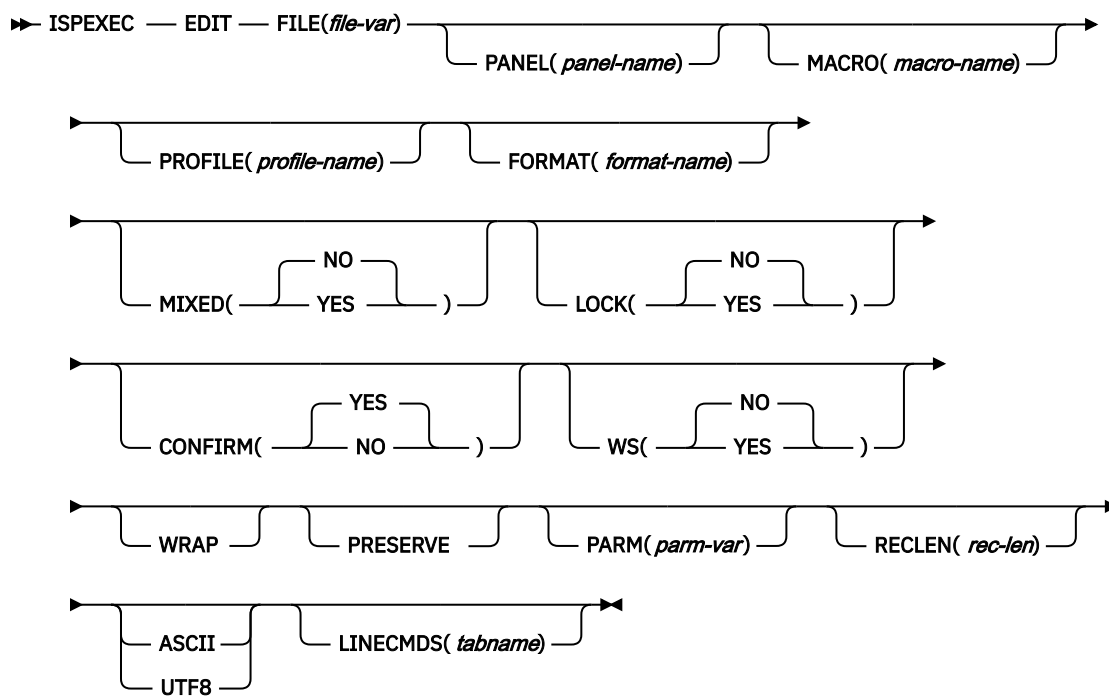 ISPEXEC EDIT FILE(file-var)
PANEL( panel-name) MACRO( macro-name)
PROFILE( profile-name) FORMAT( format-name)
NO NO
MIXED( YES ) LOCK( YES )
YES NO
CONFIRM( NO ) WS( YES )
WRAP PRESERVE PARM(parm-var) RECLEN( rec-len)
ASCII LINECMDS( tabname)
UTF8